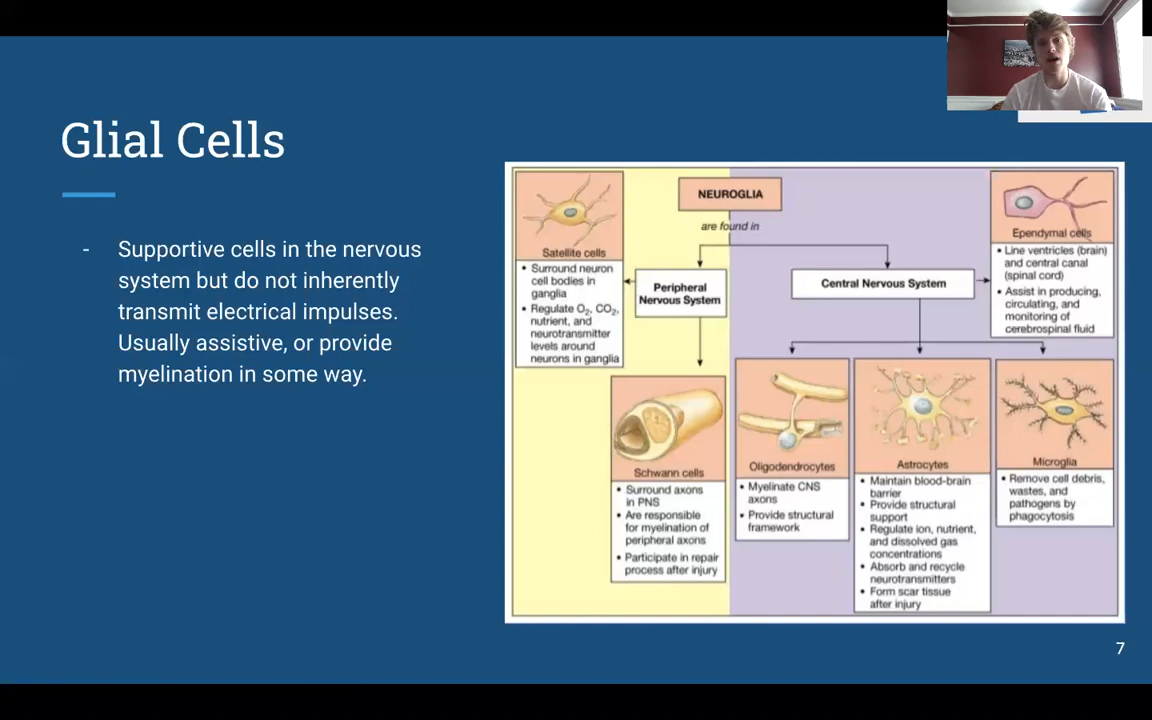 Glial Cells
- Supportive cells in the nervous
system but do not inherently
transmit electrical impulses.
Usually assistive, or provide
myelination in some way.
NEUROGLIA
are found in
Satellite cells
• Surround neuron
cell bodies in
ganglia
• Regulate O₂, CO₂,
nutrient, and
neurotransmitter
levels around
neurons in ganglia
Peripheral
Nervous System
Central Nervous System
Ependymal cells
• Line ventricles (brain)
and central canal
(spinal cord)
• Assist in producing,
circulating, and
monitoring of
cerebrospinal fluid
Schwann cells
• Surround axons
in PNS
• Are responsible
for myelination of
peripheral axons
• Participate in repair
process after injury
Oligodendrocytes
• Myelinate CNS
axons
• Provide structural
framework
Astrocytes
• Maintain blood-brain
barrier
• Provide structural
support
• Regulate ion, nutrient,
and dissolved gas
concentrations
• Absorb and recycle
neurotransmitters
• Form scar tissue
after injury
Microglia
• Remove cell debris,
wastes, and
pathogens by
phagocytosis
7